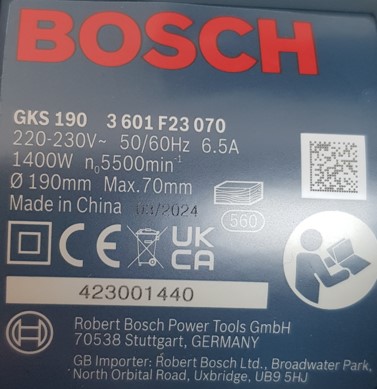 BOSCH
GKS 190 3 601 F23 070
220-230V~ 50/60Hz 6.5A
1400W n₀5500min⁻¹
Ø 190mm Max.70mm
Made in China 03/2024
560
CE UK CA
423001440
Robert Bosch Power Tools GmbH
70538 Stuttgart, GERMANY
GB Importer: Robert Bosch Ltd., Broadwater Park,
North Orbital Road, Uxbridge, UB9 5HJ